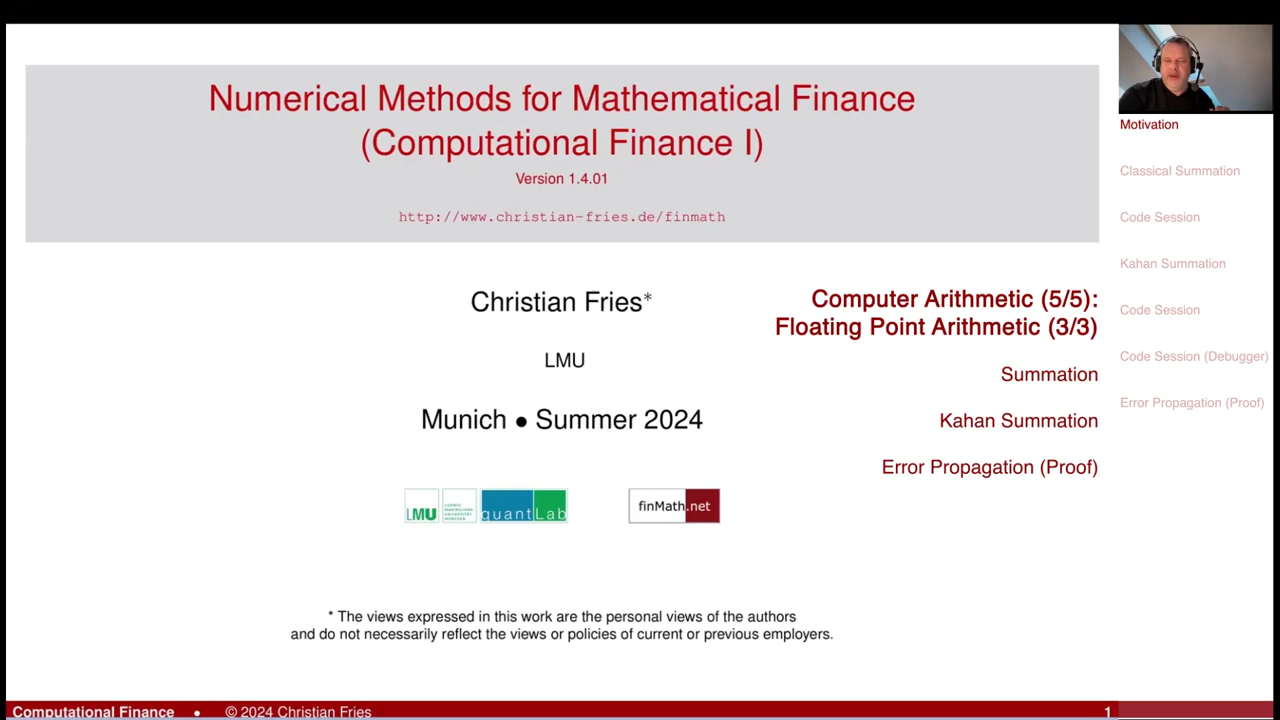 Numerical Methods for Mathematical Finance
(Computational Finance I)
Version 1.4.01
http://www.christian-fries.de/finmath
Christian Fries*
LMU
Munich • Summer 2024
Computer Arithmetic (5/5):
Floating Point Arithmetic (3/3)
Summation
Kahan Summation
Error Propagation (Proof)
LMU
LUDWIG
MAXIMILIANS
UNIVERSITÄT
MÜNCHEN
quantLab
finMath.net
* The views expressed in this work are the personal views of the authors
and do not necessarily reflect the views or policies of current or previous employers.
Computational Finance • © 2024 Christian Fries 1
Motivation
Classical Summation
Code Session
Kahan Summation
Code Session
Code Session (Debugger)
Error Propagation (Proof)